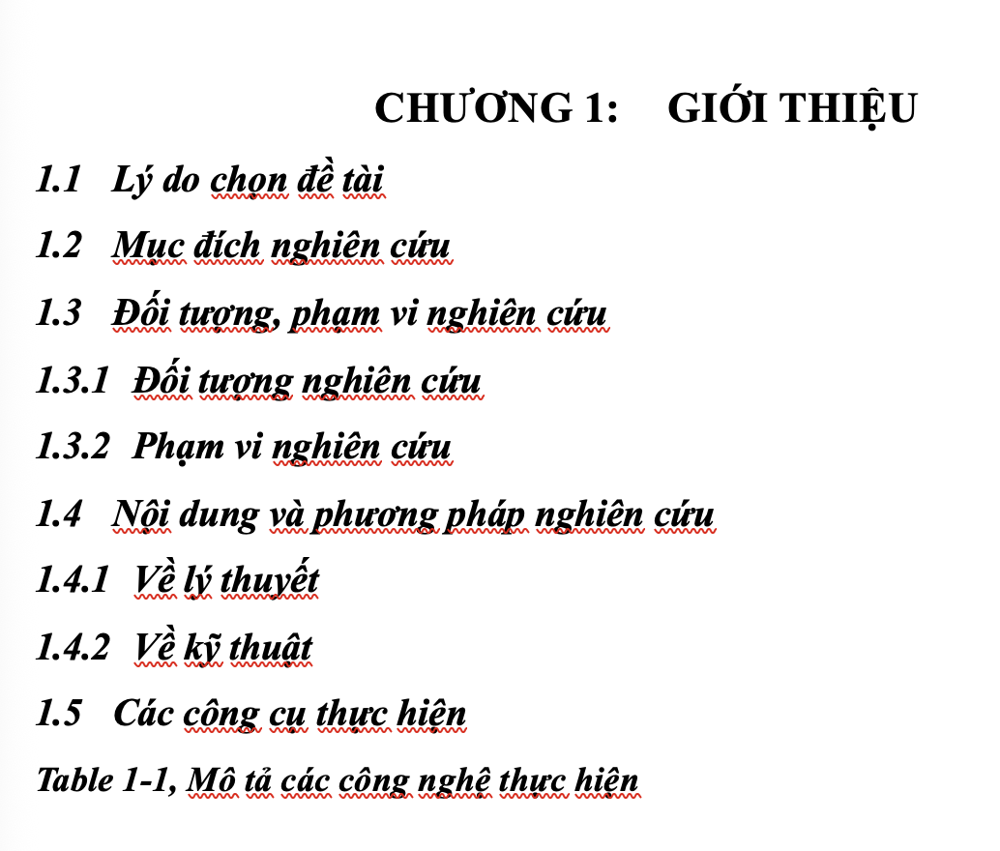 CHƯƠNG 1: GIỚI THIỆU
1.1 Lý do chọn đề tài
1.2 Mục đích nghiên cứu
1.3 Đối tượng, phạm vi nghiên cứu
1.3.1 Đối tượng nghiên cứu
1.3.2 Phạm vi nghiên cứu
1.4 Nội dung và phương pháp nghiên cứu
1.4.1 Về lý thuyết
1.4.2 Về kỹ thuật
1.5 Các công cụ thực hiện
Table 1-1, Mô tả các công nghệ thực hiện